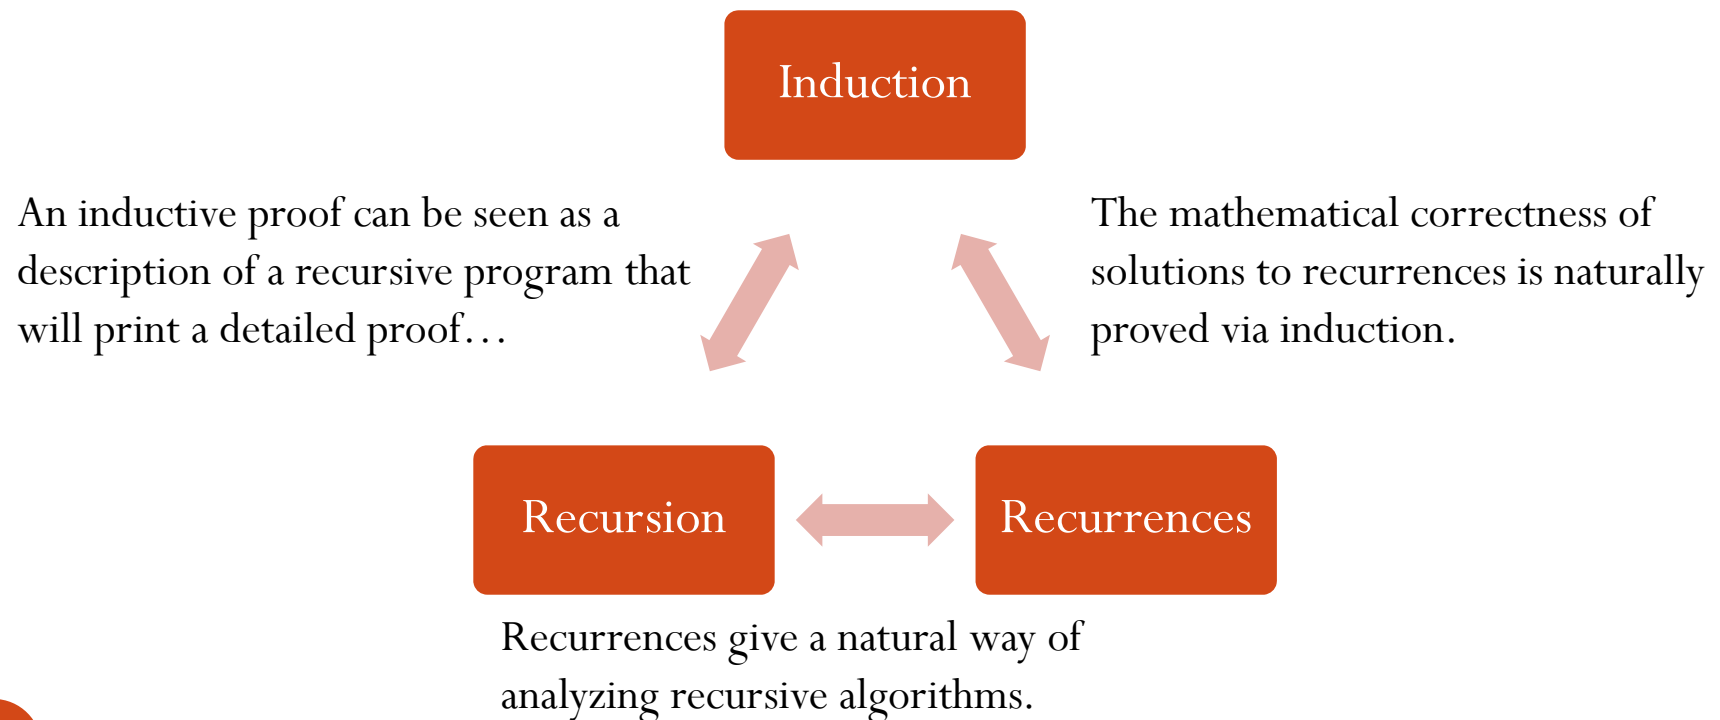 Induction
An inductive proof can be seen as a
description of a recursive program that
will print a detailed proof…
The mathematical correctness of
solutions to recurrences is naturally
proved via induction.
Recursion
Recurrences
Recurrences give a natural way of
analyzing recursive algorithms.